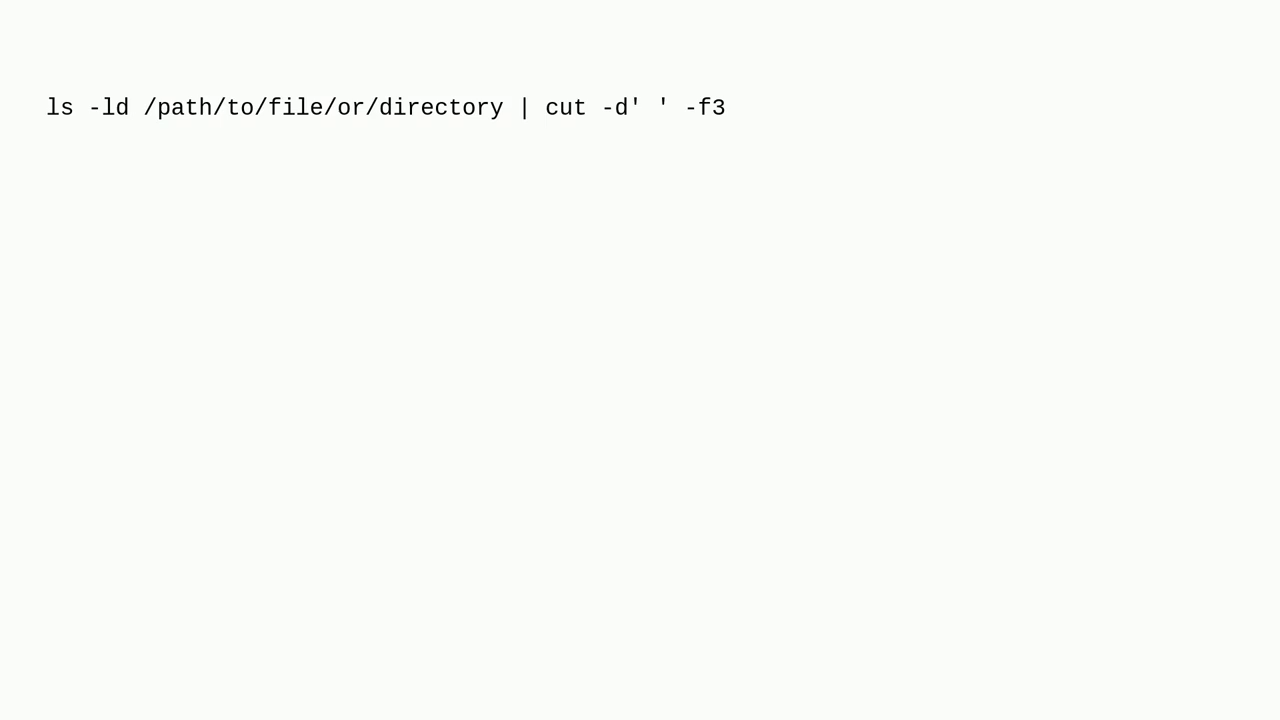 ls -ld /path/to/file/or/directory | cut -d' ' -f3